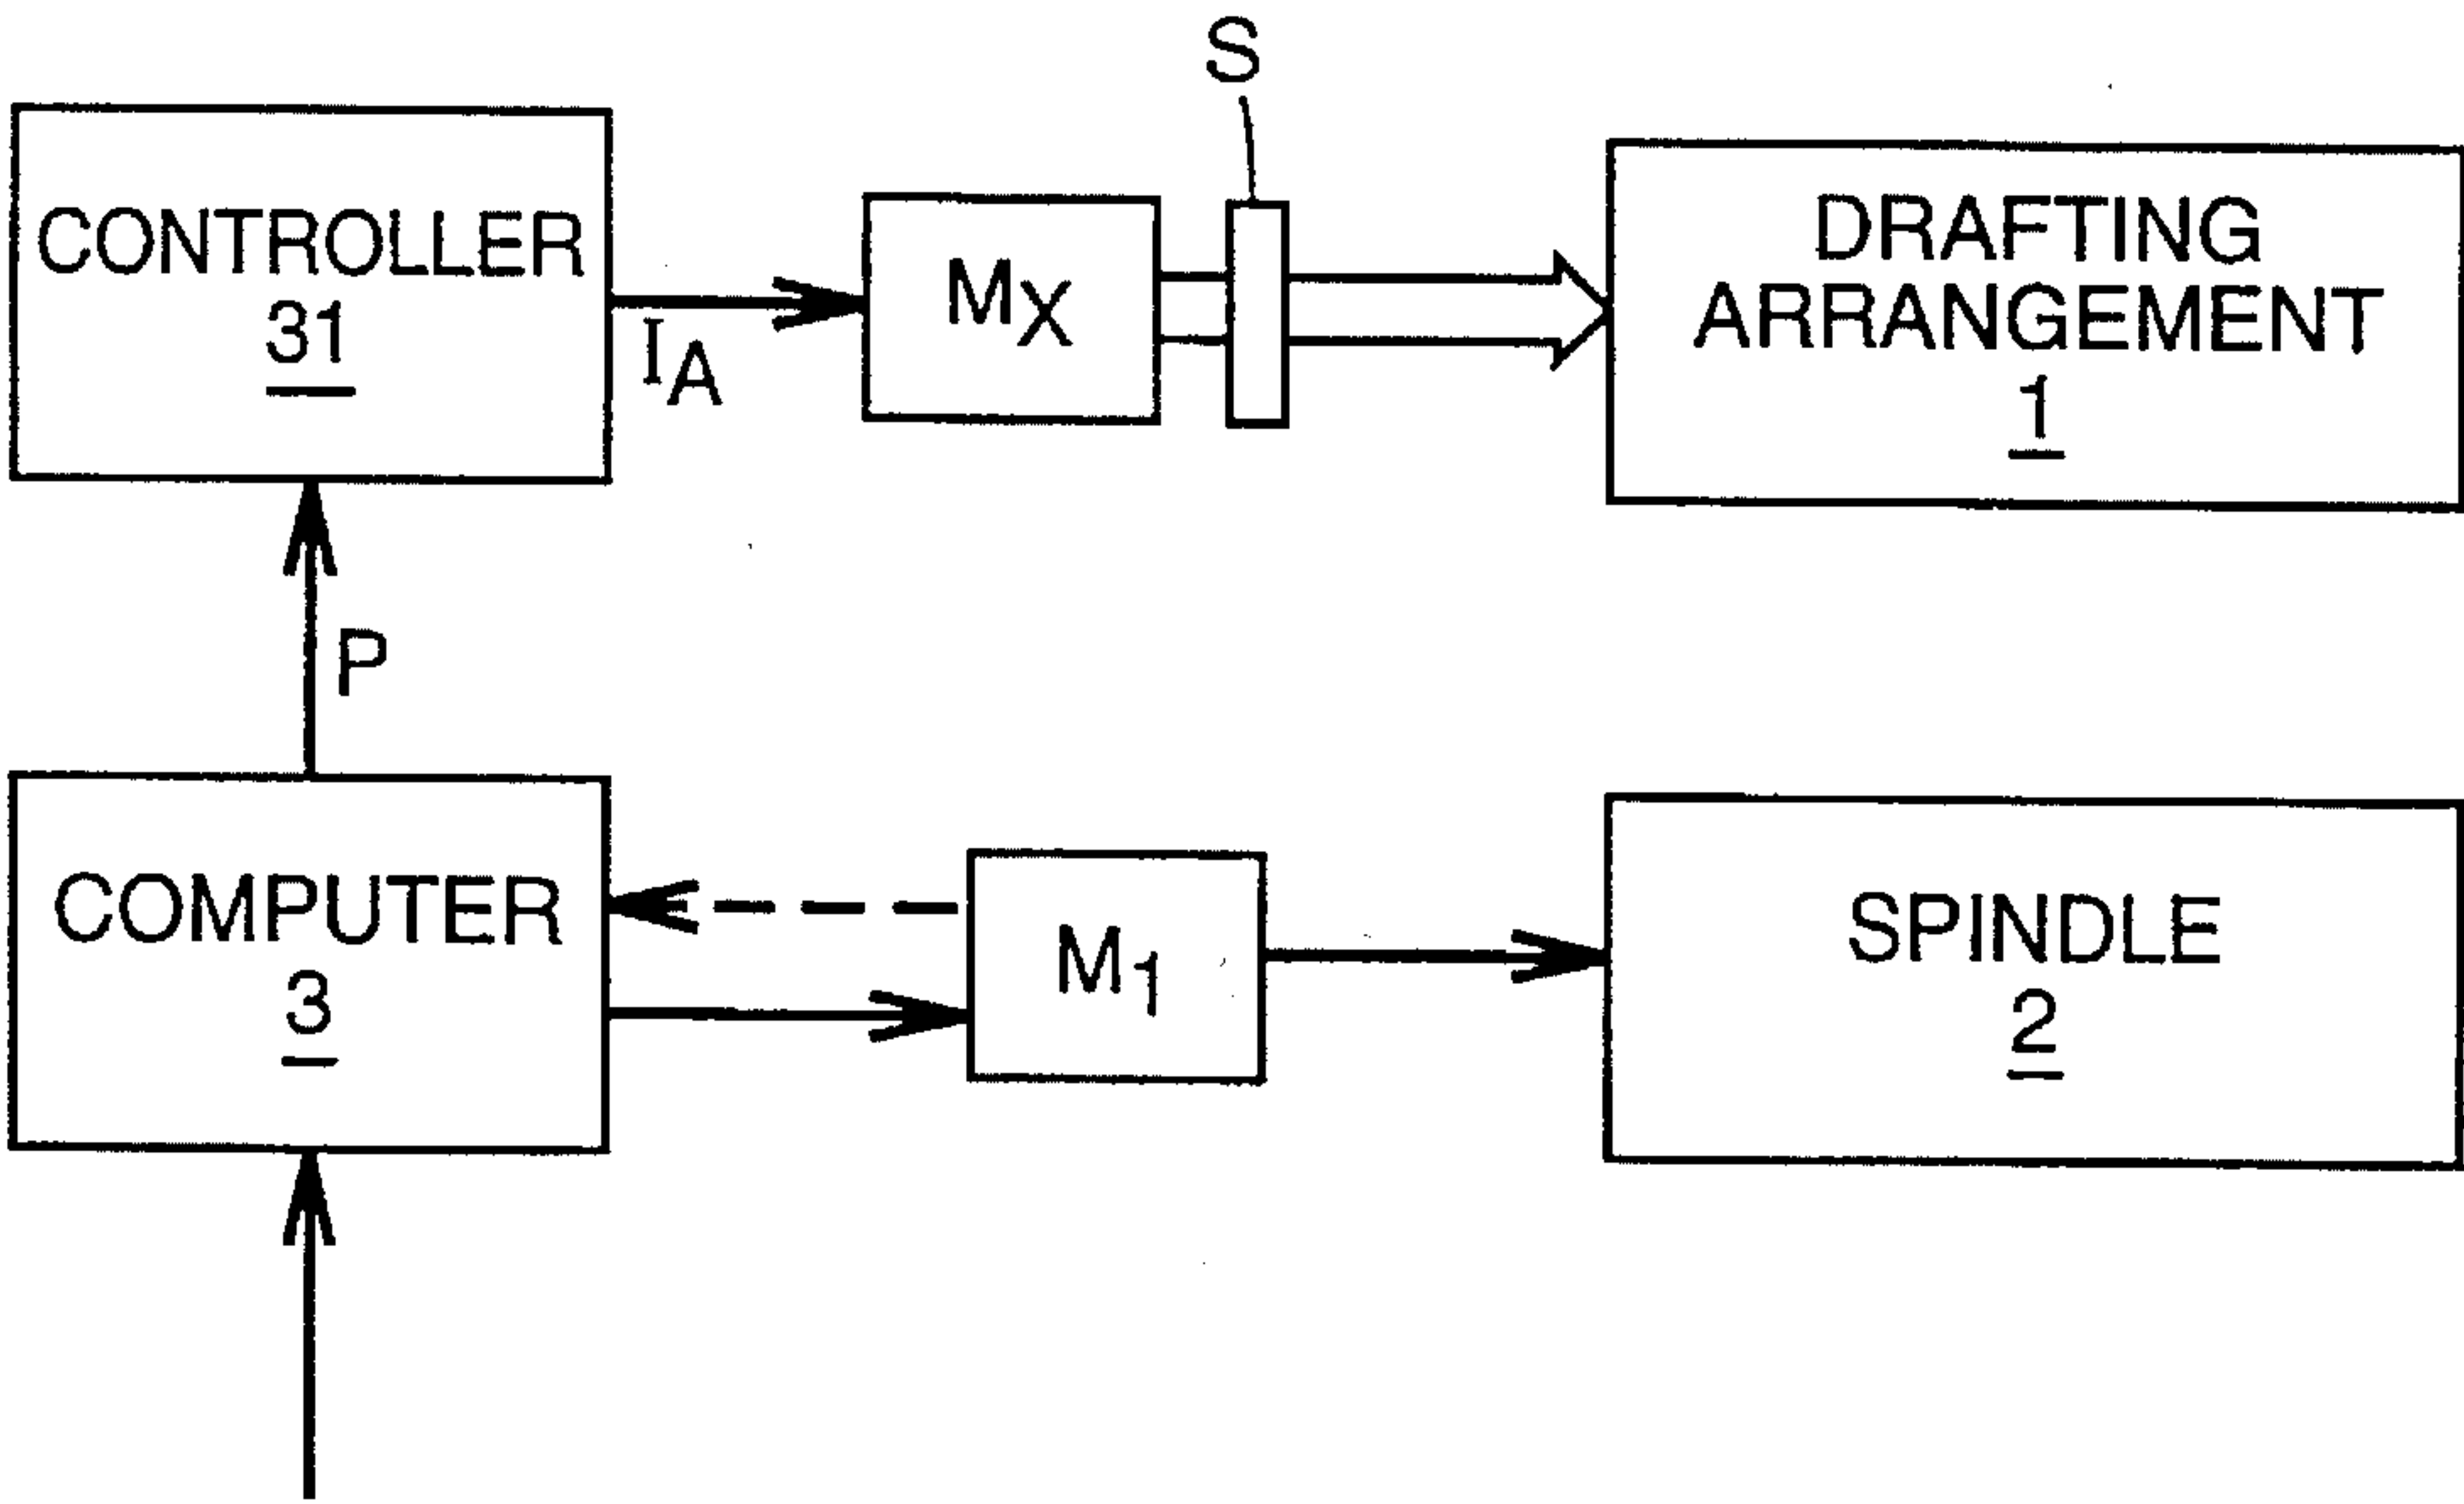 S
CONTROLLER
31
I_A
M_X
DRAFTING
ARRANGEMENT
1
P
COMPUTER
3
M_1
SPINDLE
2